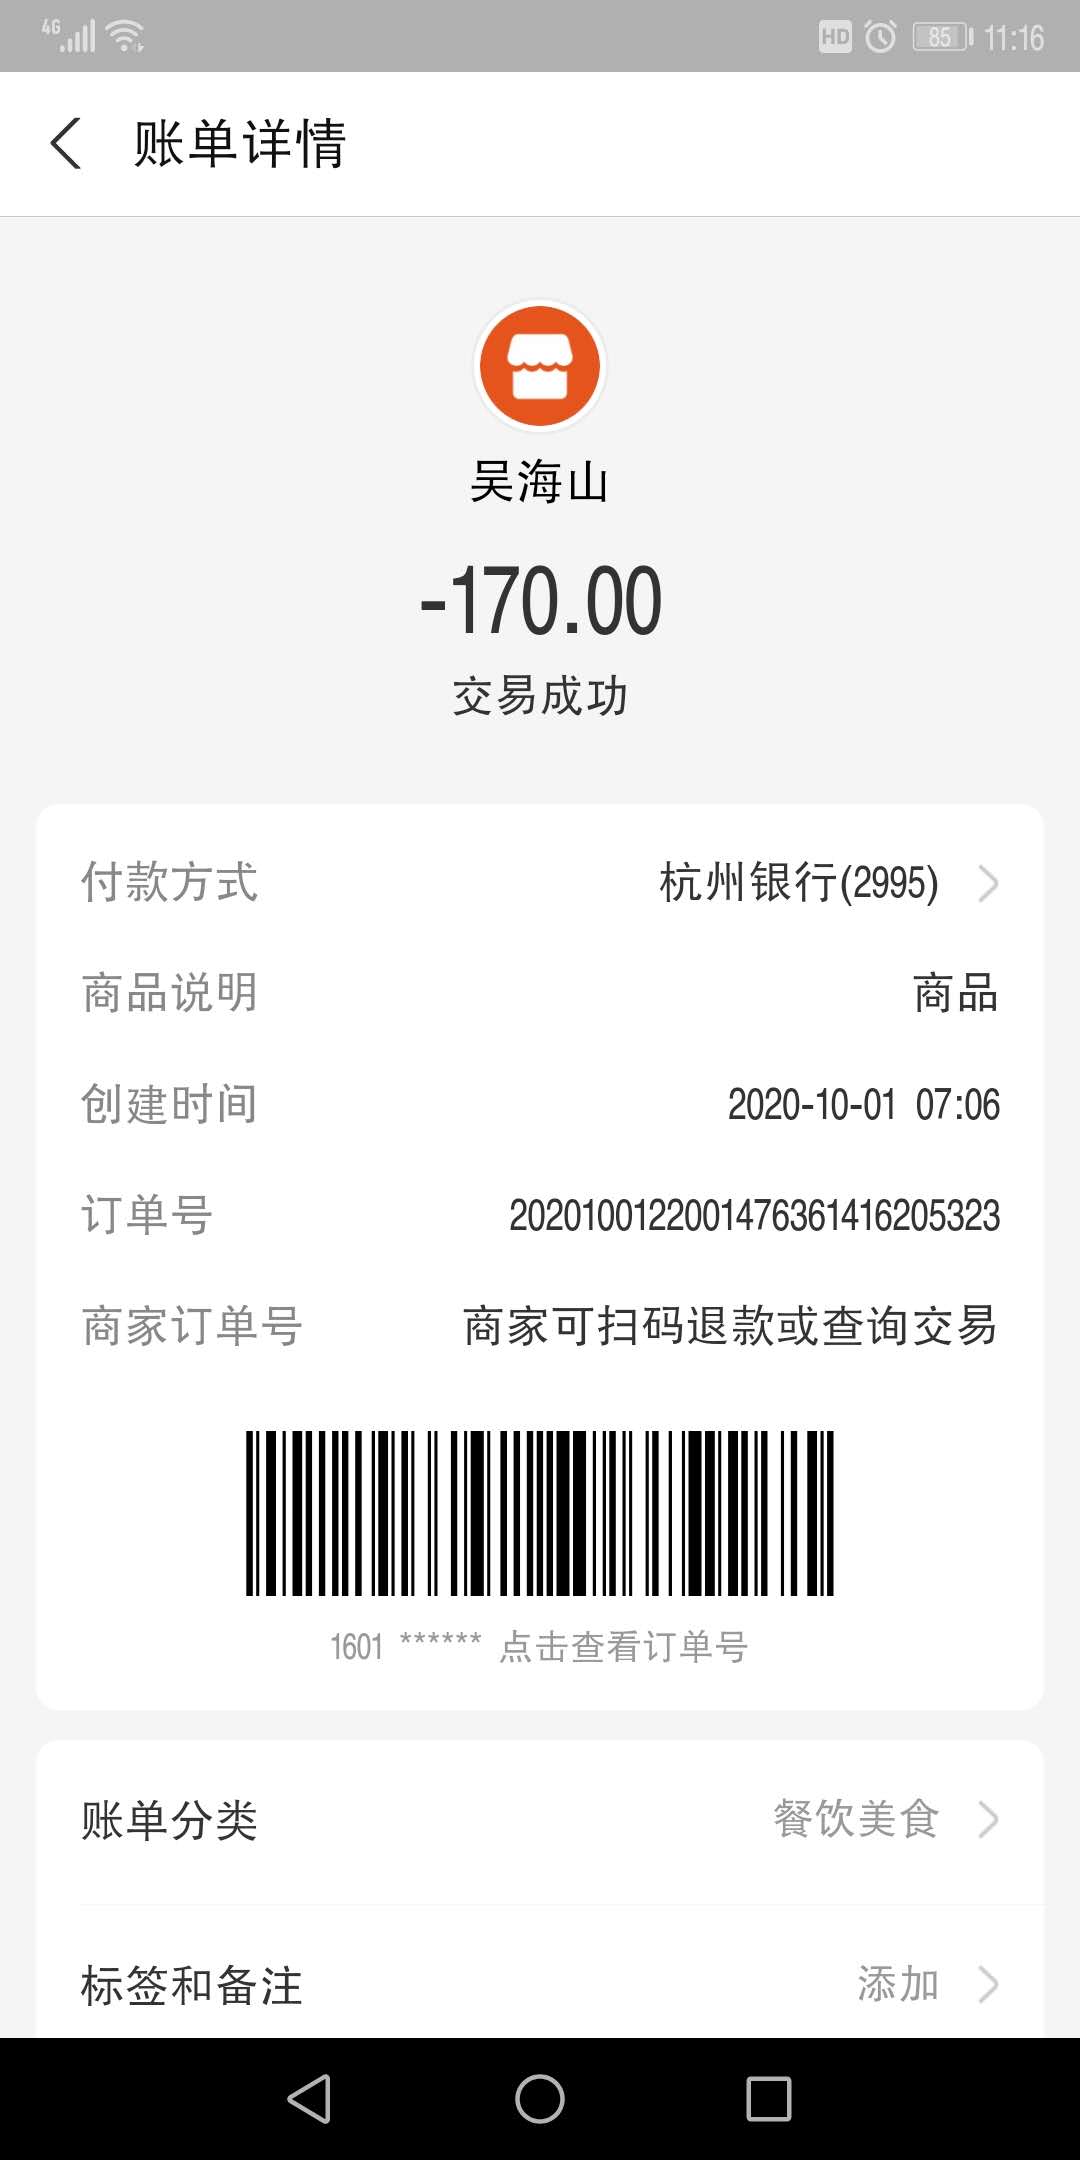 4G HD 85 11:16
账单详情
吴海山
-170.00
交易成功
付款方式 杭州银行(2995)
商品说明 商品
创建时间 2020-10-01 07:06
订单号 2020100122001476361416205323
商家订单号 商家可扫码退款或查询交易
1601 ****** 点击查看订单号
账单分类 餐饮美食
标签和备注 添加